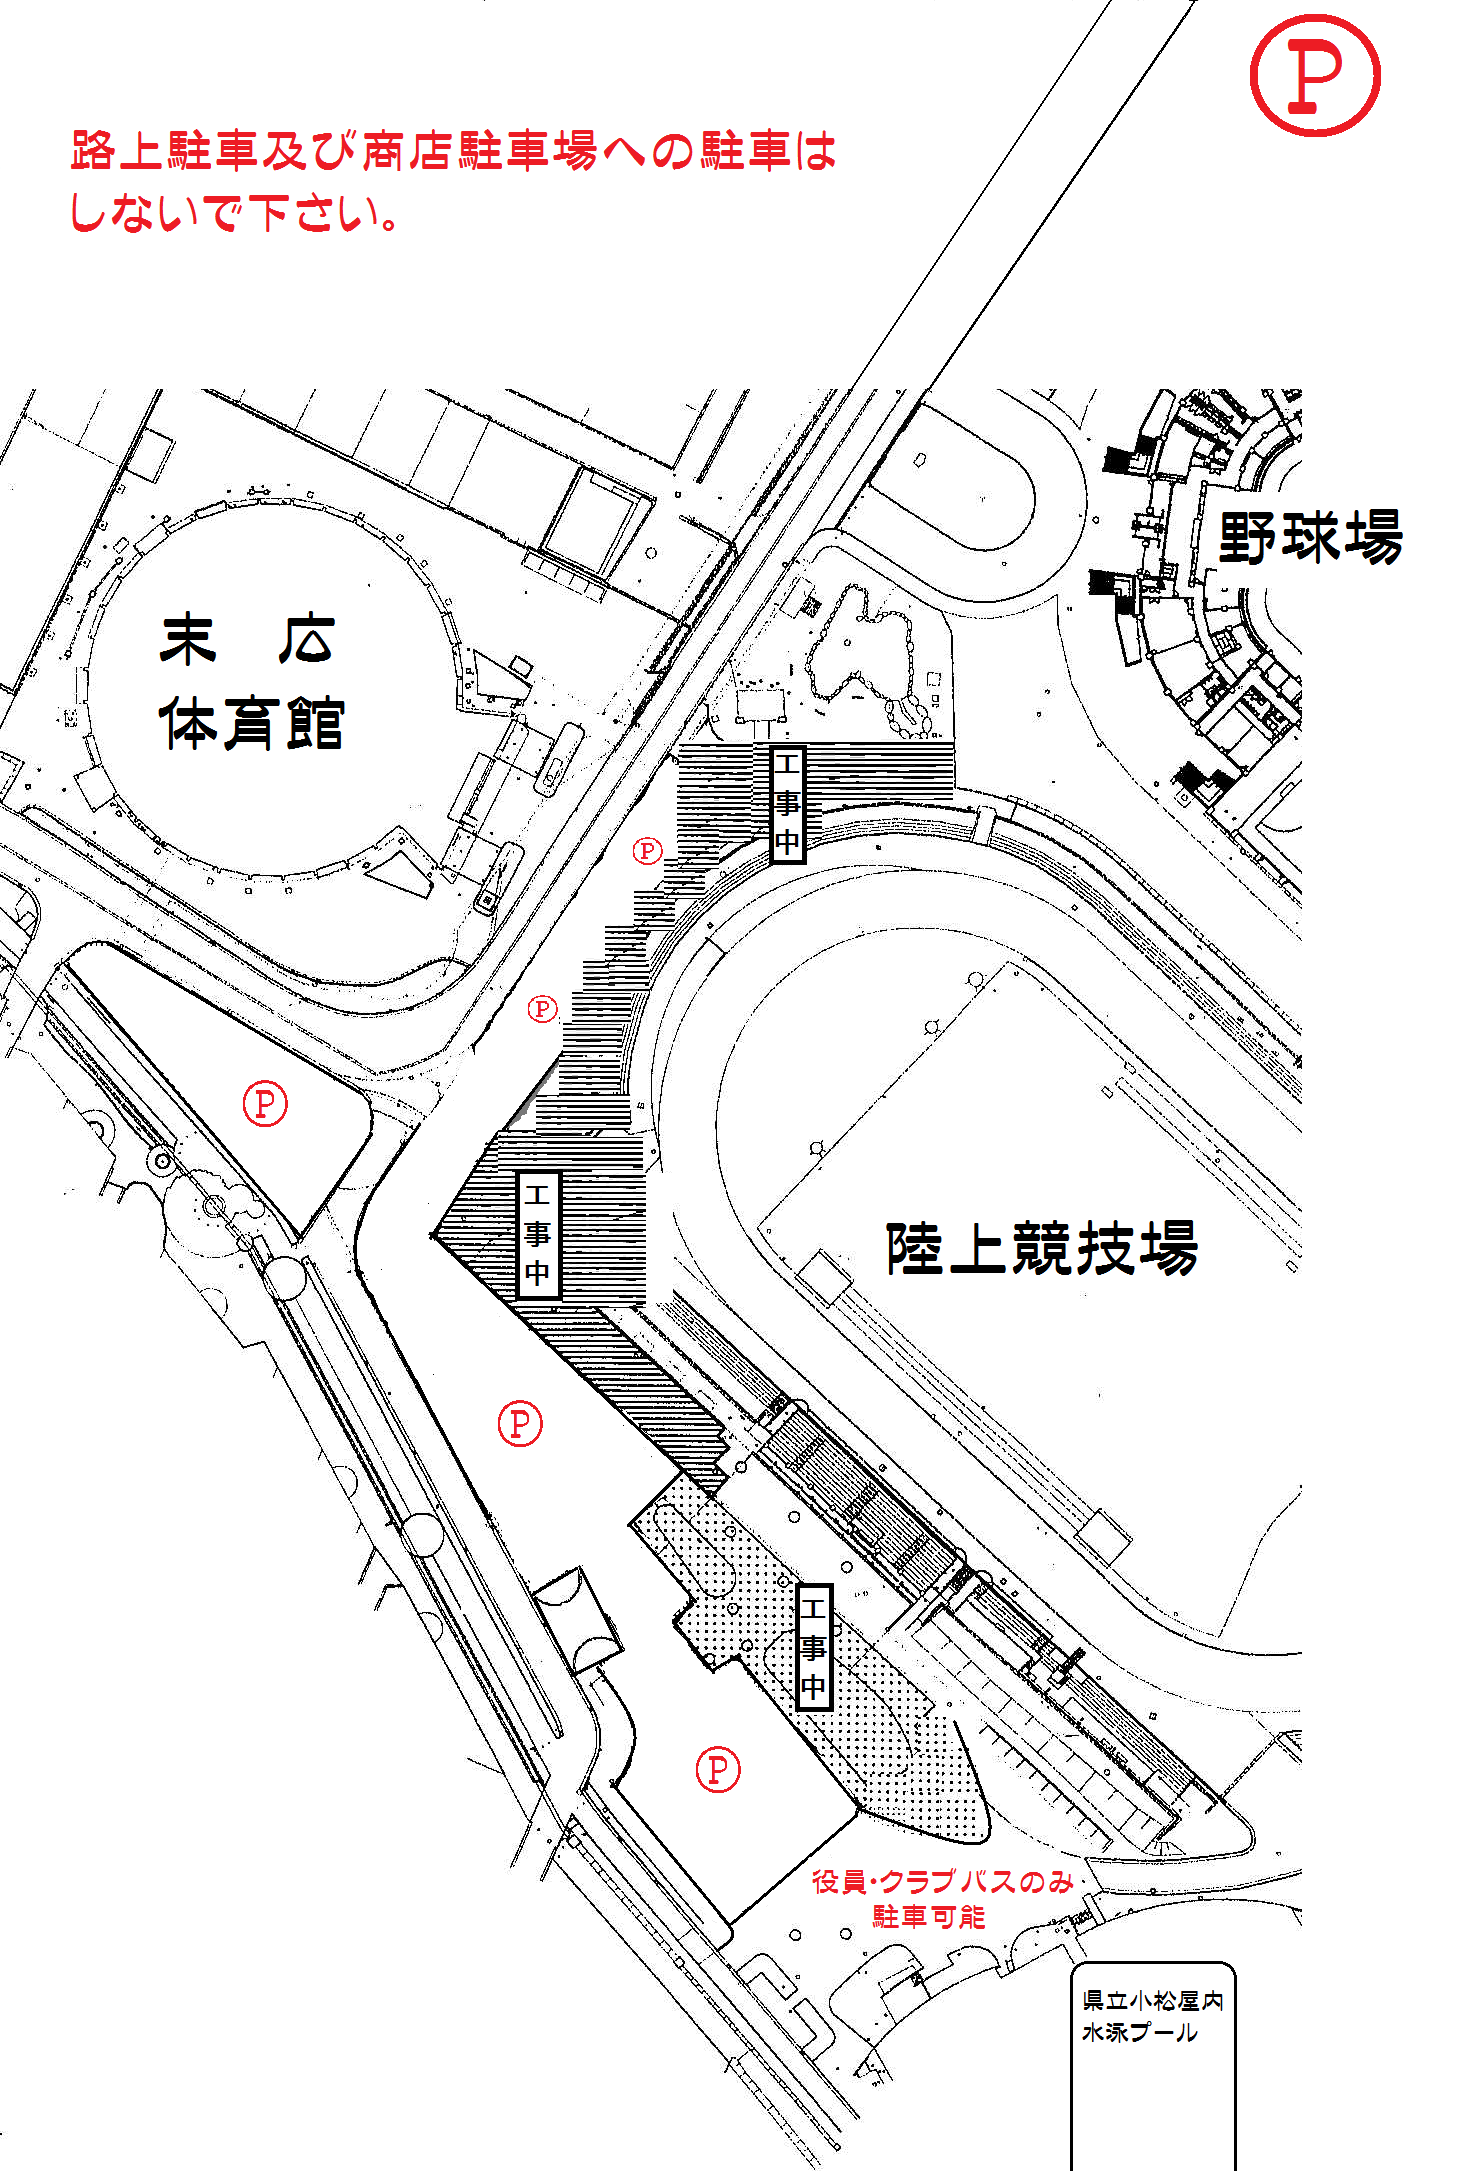 P
路上駐車及び商店駐車場への駐車は
しないで下さい。
野球場
末　広
体育館
工事中
P
P
P
工事中
陸上競技場
P
工事中
P
役員・クラブバスのみ
駐車可能
県立小松屋内
水泳プール